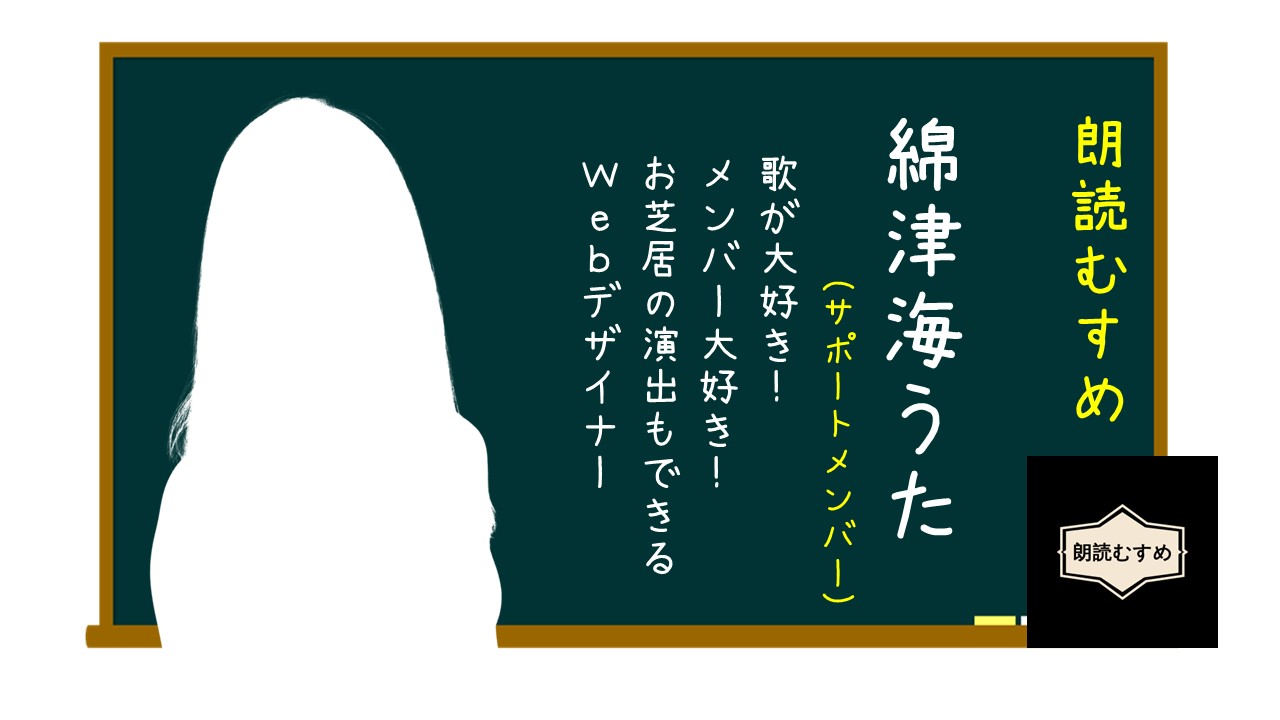 朗読むすめ
綿津海うた
(サポートメンバー)
歌が大好き!
メンバー大好き!
お芝居の演出もできる
Webデザイナー
朗読むすめ